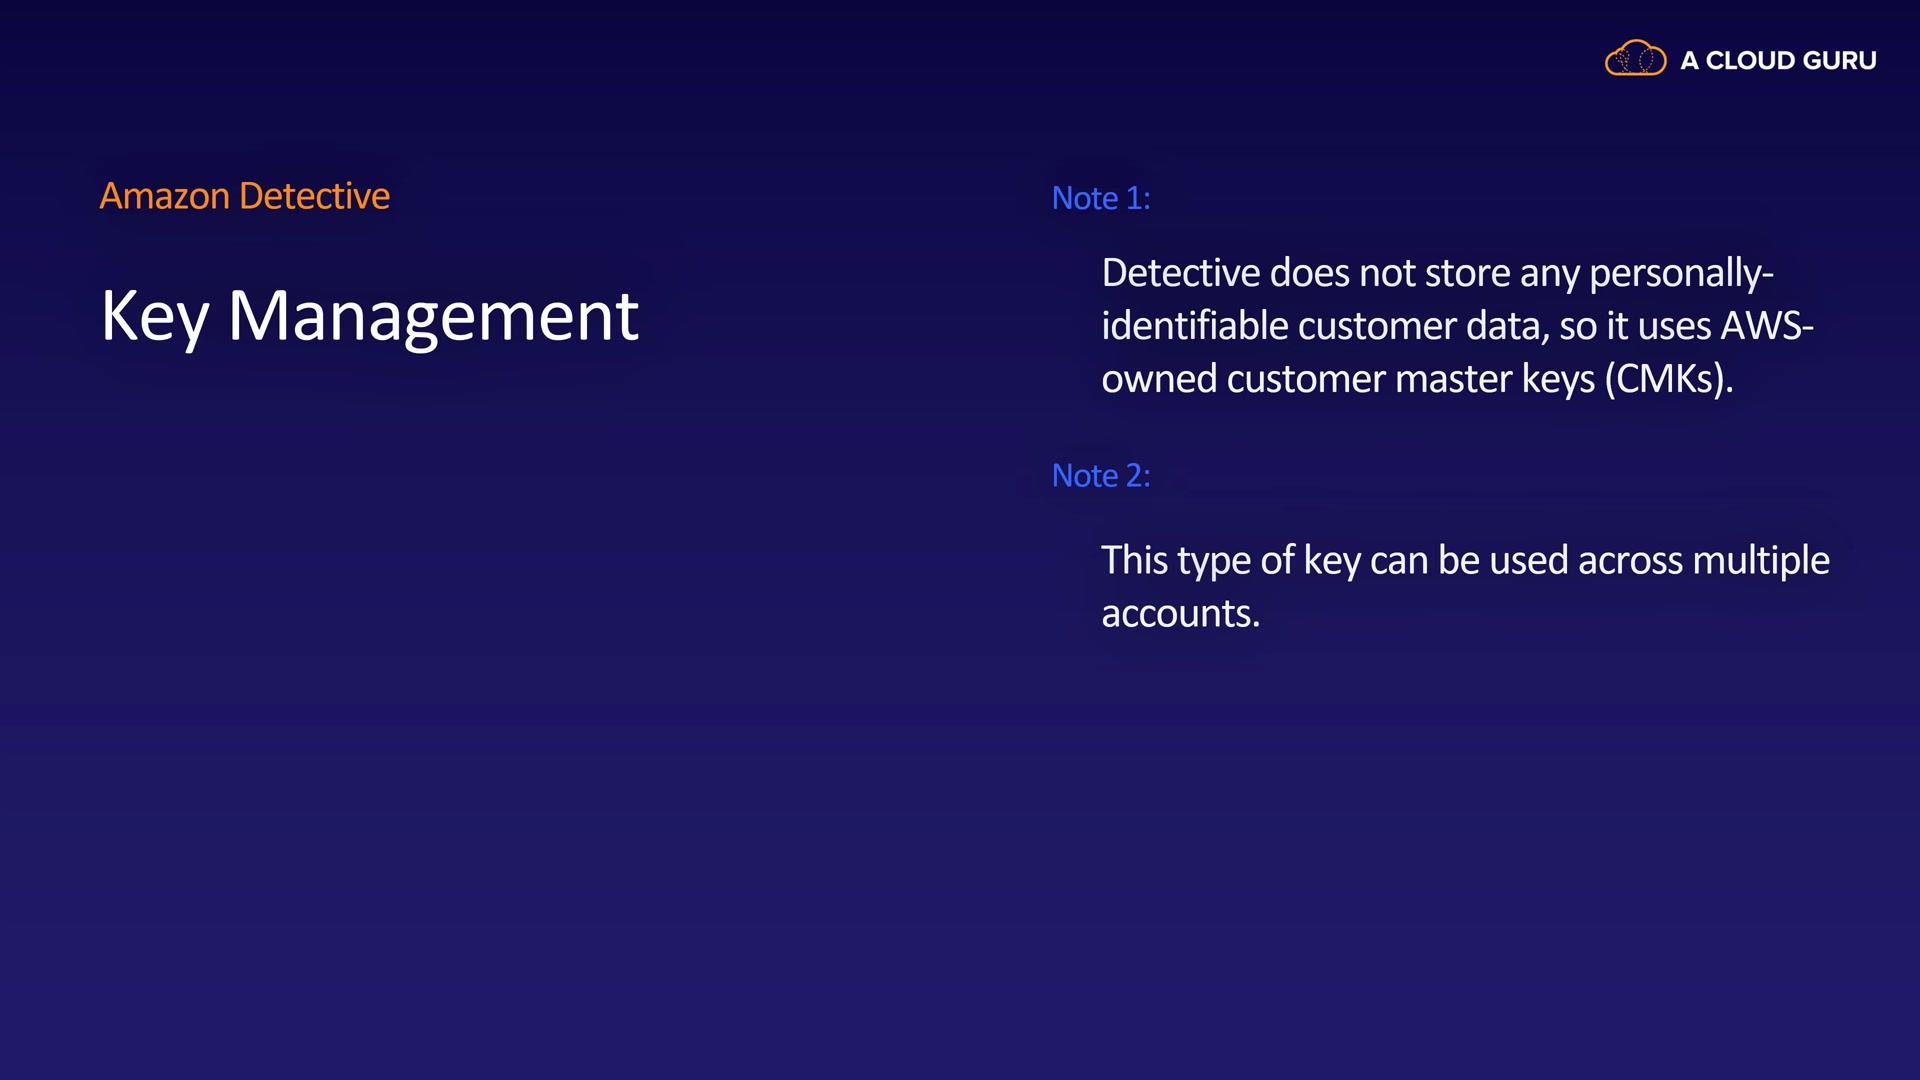 A CLOUD GURU
Amazon Detective
Key Management
Note 1:
Detective does not store any personally-
identifiable customer data, so it uses AWS-
owned customer master keys (CMKs).
Note 2:
This type of key can be used across multiple
accounts.